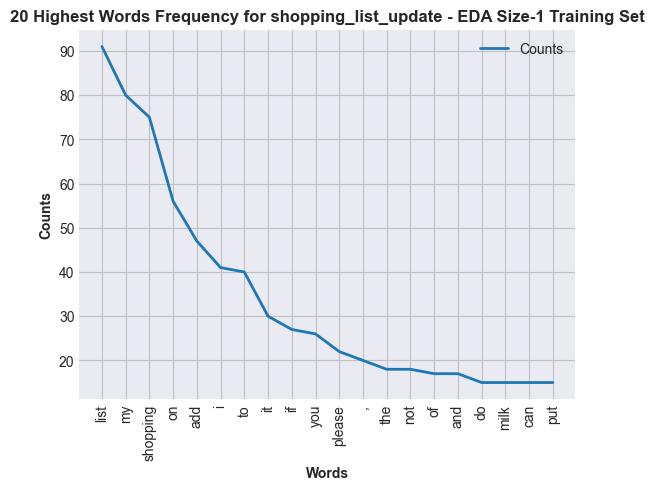 20 Highest Words Frequency for shopping_list_update - EDA Size-1 Training Set
Counts
90
80
70
60
50
40
30
20
Counts
list
my
shopping
on
add
i
to
it
if
you
please
,
the
not
of
and
do
milk
can
put
Words